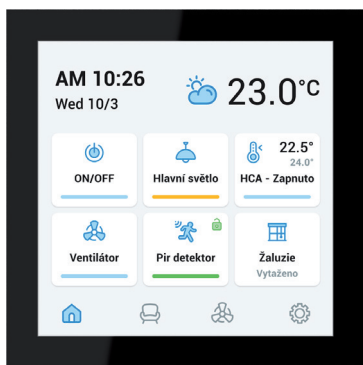 AM 10:26
Wed 10/3
23.0°C
ON/OFF
Hlavní světlo
22.5°
24.0°
HCA - Zapnuto
Ventilátor
Pir detektor
Žaluzie
Vytaženo